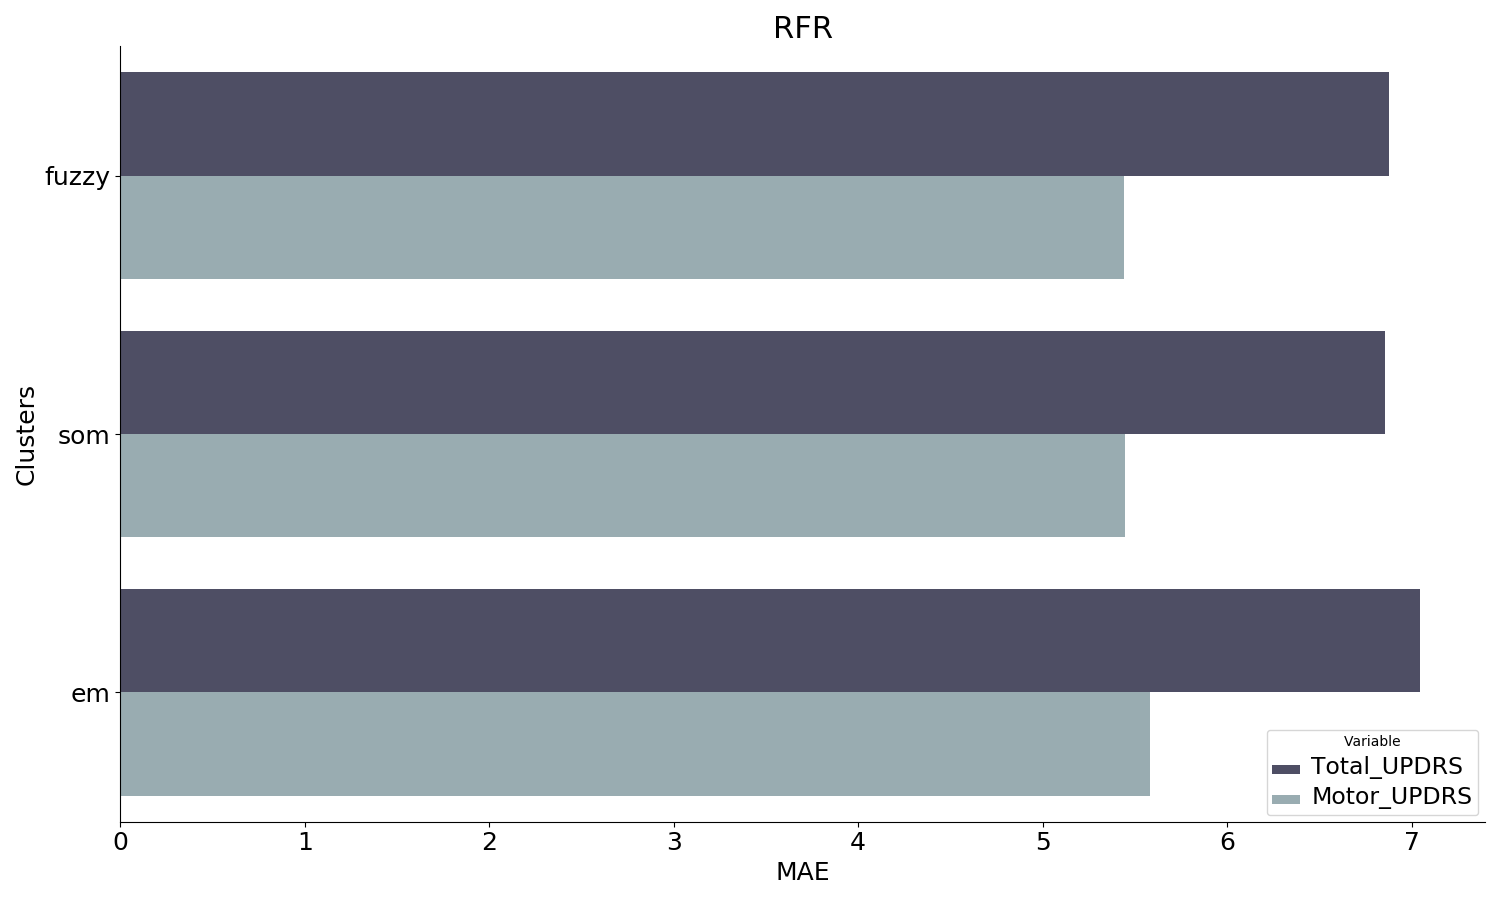 RFR
fuzzy
som
em
Clusters
0 1 2 3 4 5 6 7
MAE
Variable
Total_UPDRS
Motor_UPDRS